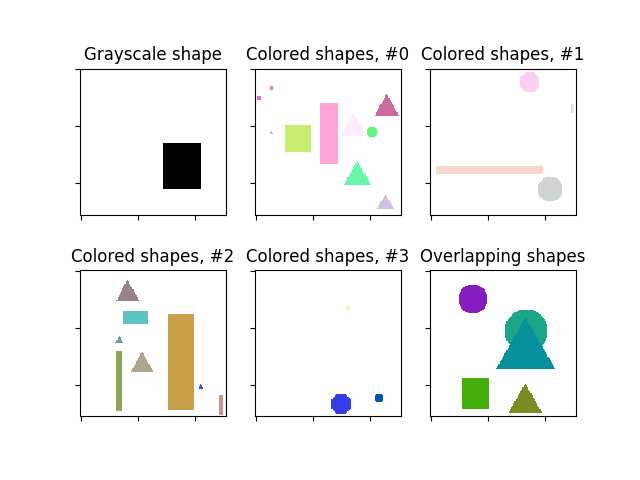 Grayscale shape
Colored shapes, #0
Colored shapes, #1
Colored shapes, #2
Colored shapes, #3
Overlapping shapes